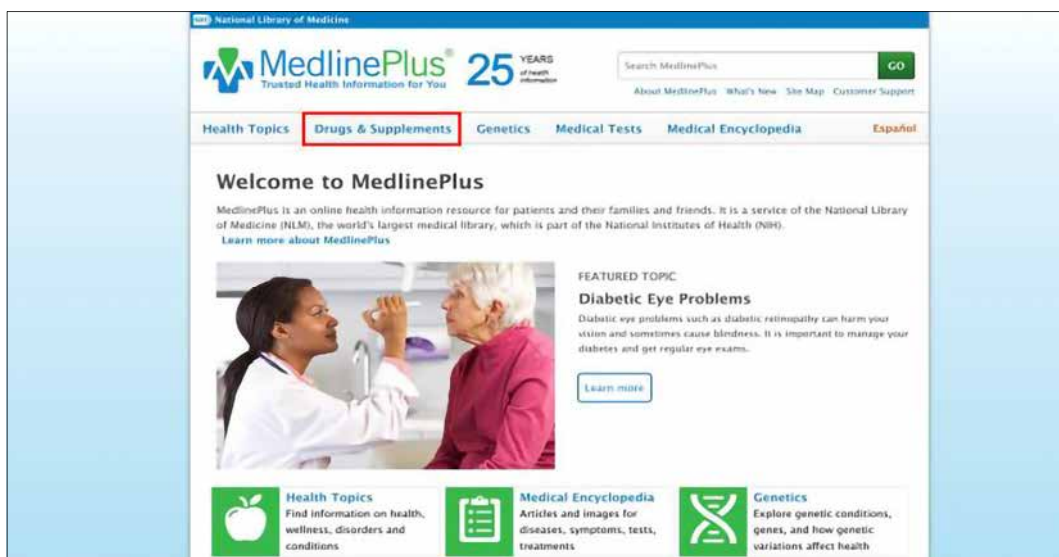 NIH National Library of Medicine
MedlinePlus®
Trusted Health Information for You
25 YEARS
of health
information
Search MedlinePlus
GO
About MedlinePlus What's New Site Map Customer Support
Health Topics Drugs & Supplements Genetics Medical Tests Medical Encyclopedia Español
Welcome to MedlinePlus
MedlinePlus is an online health information resource for patients and their families and friends. It is a service of the National Library
of Medicine (NLM), the world's largest medical library, which is part of the National Institutes of Health (NIH).
Learn more about MedlinePlus
FEATURED TOPIC
Diabetic Eye Problems
Diabetic eye problems such as diabetic retinopathy can harm your
vision and sometimes cause blindness. It is important to manage your
diabetes and get regular eye exams.
Learn more
Health Topics
Find information on health,
wellness, disorders and
conditions
Medical Encyclopedia
Articles and images for
diseases, symptoms, tests,
treatments
Genetics
Explore genetic conditions,
genes, and how genetic
variations affect health